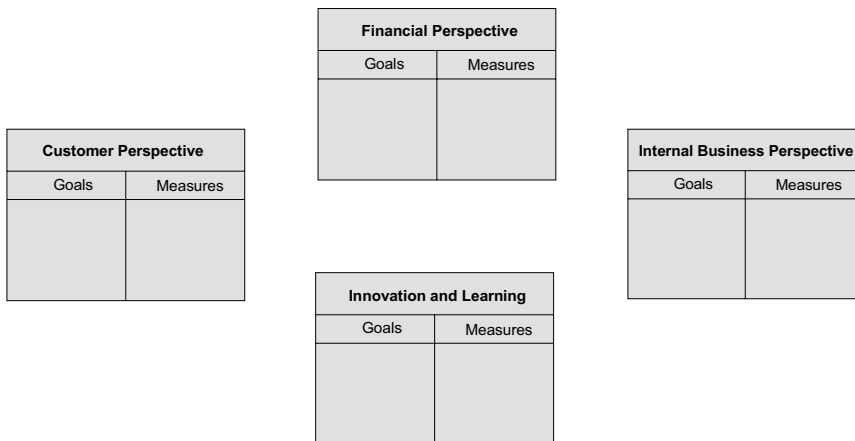 Financial Perspective
Goals Measures
Customer Perspective
Goals Measures
Internal Business Perspective
Goals Measures
Innovation and Learning
Goals Measures